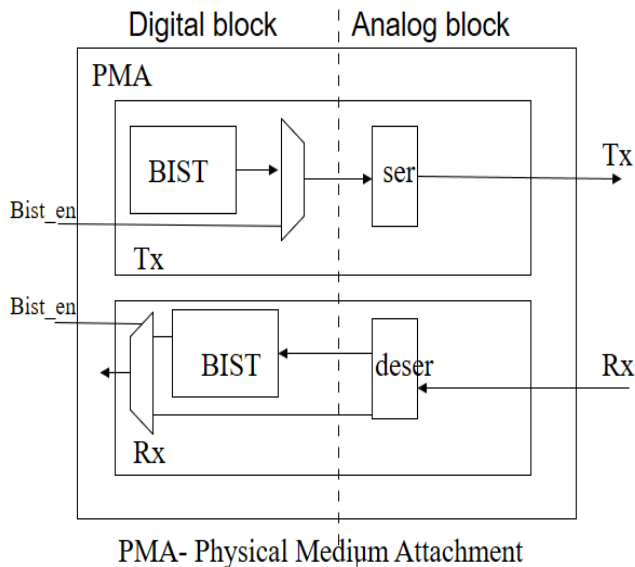 Digital block
Analog block
PMA
BIST
ser
Tx
Bist_en
Tx
Bist_en
BIST
deser
Rx
Rx
PMA- Physical Medium Attachment